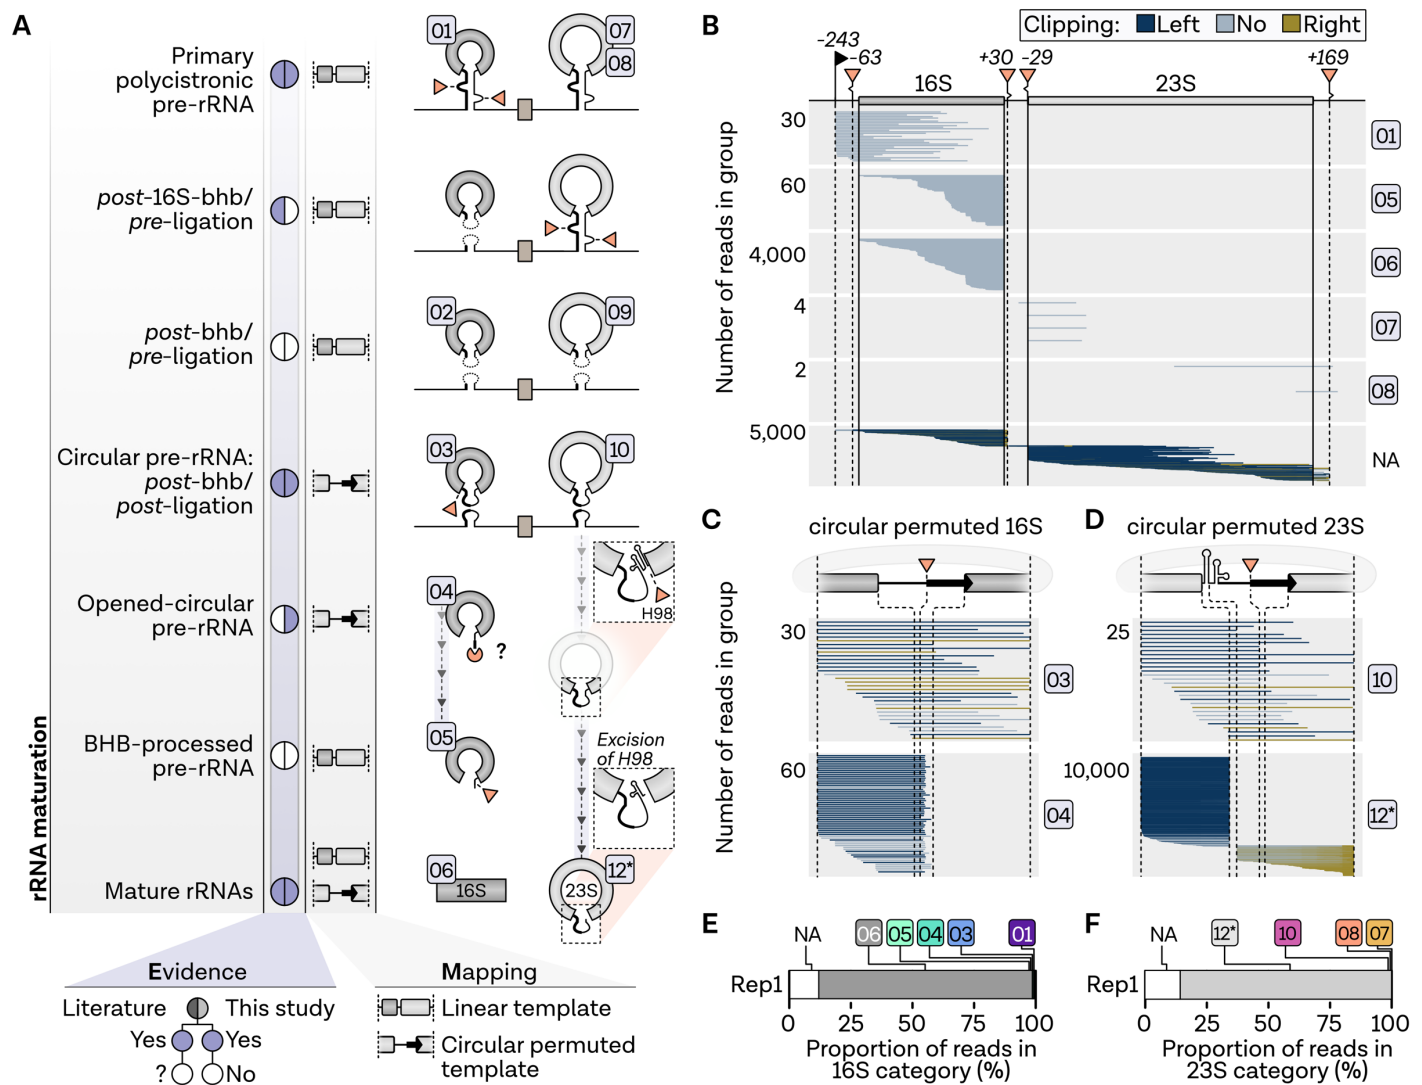 A
Primary
polycistronic
pre-rRNA
post-16S-bhb/
pre-ligation
post-bhb/
pre-ligation
Circular pre-rRNA:
post-bhb/
post-ligation
Opened-circular
pre-rRNA
BHB-processed
pre-rRNA
Mature rRNAs
rRNA maturation
01
07
08
02
09
03
10
04
?
H98
05
Excision
of H98
06
16S
12*
23S
Evidence
Literature
This study
Yes
Yes
?
No
Mapping
Linear template
Circular permuted
template
B
Clipping:
Left
No
Right
-243
-63
+30
-29
+169
16S
23S
Number of reads in group
30
01
60
05
4,000
06
4
07
2
08
5,000
NA
C
circular permuted 16S
Number of reads in group
30
03
60
04
D
circular permuted 23S
25
10
10,000
12*
E
NA
06
05
04
03
01
Rep1
0
25
50
75
100
Proportion of reads in
16S category (%)
F
NA
12*
10
08
07
Rep1
0
25
50
75
100
Proportion of reads in
23S category (%)